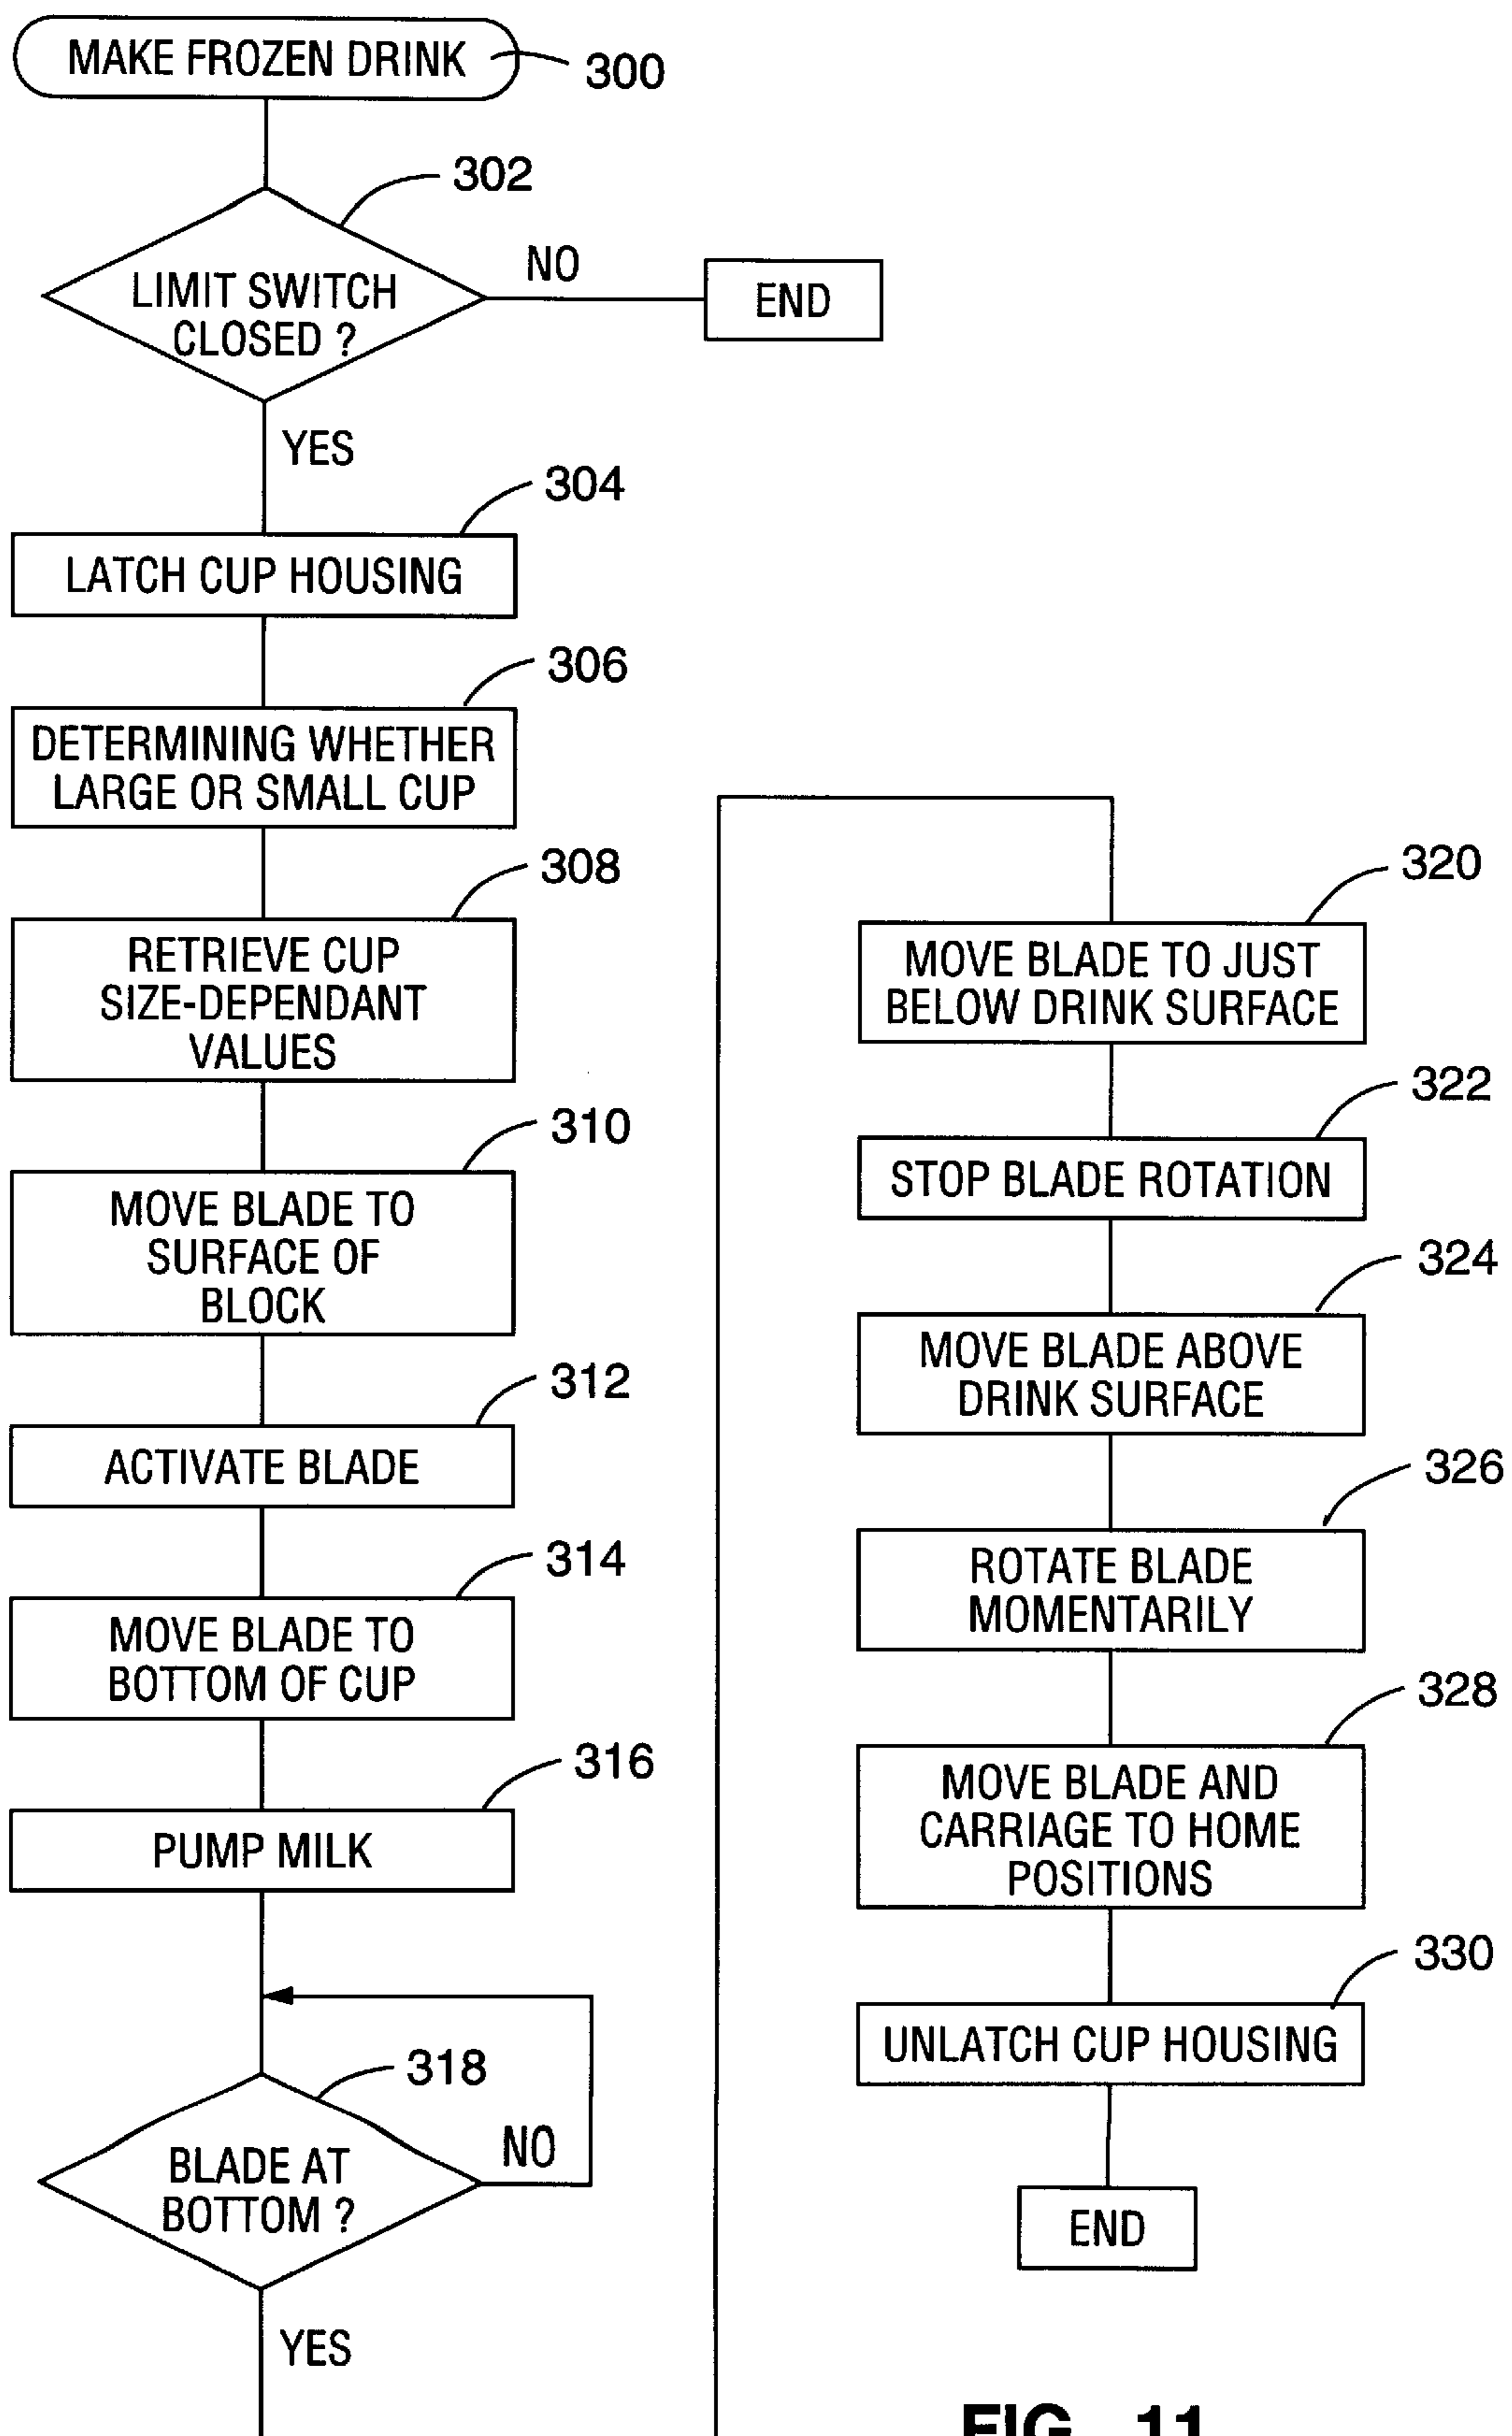 MAKE FROZEN DRINK
300
302
LIMIT SWITCH
CLOSED ?
NO
END
YES
304
LATCH CUP HOUSING
306
DETERMINING WHETHER
LARGE OR SMALL CUP
308
RETRIEVE CUP
SIZE-DEPENDANT
VALUES
310
MOVE BLADE TO
SURFACE OF
BLOCK
312
ACTIVATE BLADE
314
MOVE BLADE TO
BOTTOM OF CUP
316
PUMP MILK
318
BLADE AT
BOTTOM ?
NO
YES
320
MOVE BLADE TO JUST
BELOW DRINK SURFACE
322
STOP BLADE ROTATION
324
MOVE BLADE ABOVE
DRINK SURFACE
326
ROTATE BLADE
MOMENTARILY
328
MOVE BLADE AND
CARRIAGE TO HOME
POSITIONS
330
UNLATCH CUP HOUSING
END
FIG. 11